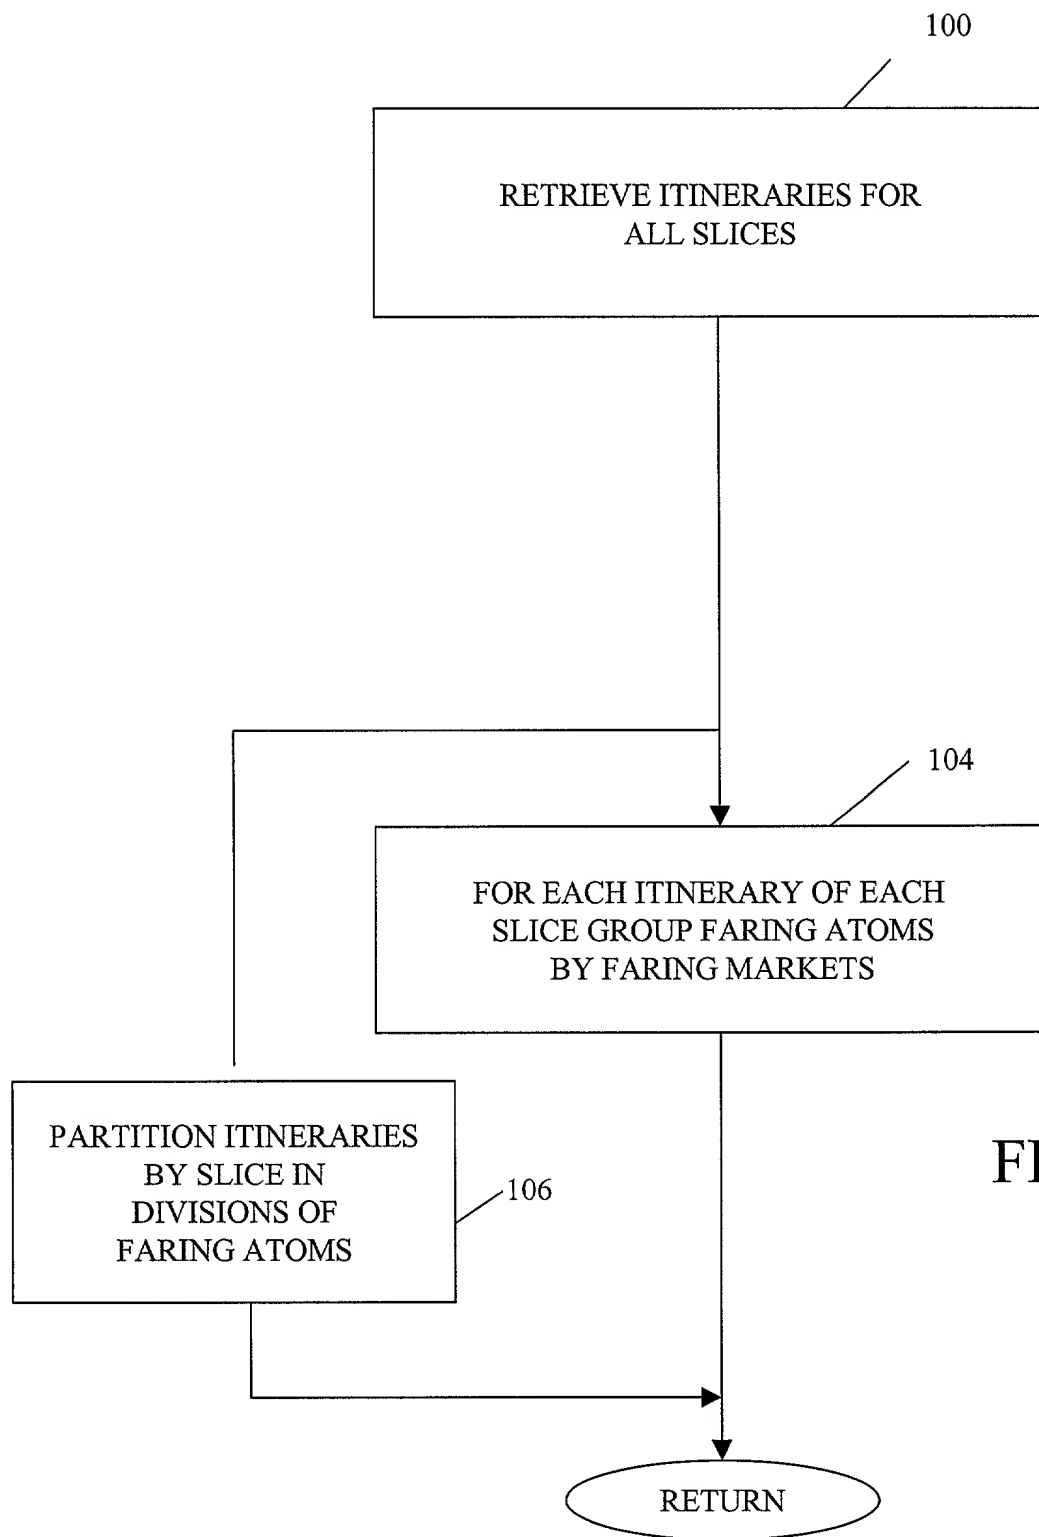 100
RETRIEVE ITINERARIES FOR
ALL SLICES
104
FOR EACH ITINERARY OF EACH
SLICE GROUP FARING ATOMS
BY FARING MARKETS
PARTITION ITINERARIES
BY SLICE IN
DIVISIONS OF
FARING ATOMS
106
RETURN